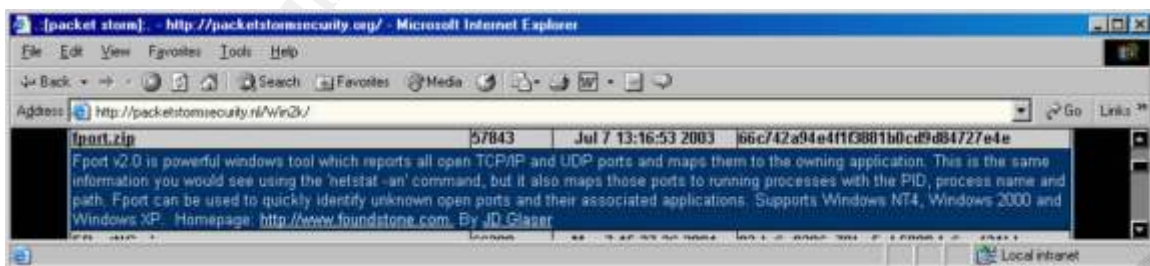 :[packet storm]:. - http://packetstormsecurity.org/ - Microsoft Internet Explorer
File Edit View Favorites Tools Help
Back Search Favorites Media
Address http://packetstormsecurity.nl/Win2k/ Go Links »
fport.zip 57843 Jul 7 13:16:53 2003
Fport v2.0 is powerful windows tool which reports all open TCP/IP and UDP ports and maps them to the owning application. This is the same
information you would see using the 'netstat -an' command, but it also maps those ports to running processes with the PID, process name and
path. Fport can be used to quickly identify unknown open ports and their associated applications. Supports Windows NT4, Windows 2000 and
Windows XP. Homepage: http://www.foundstone.com. By JD Glaser
Local intranet